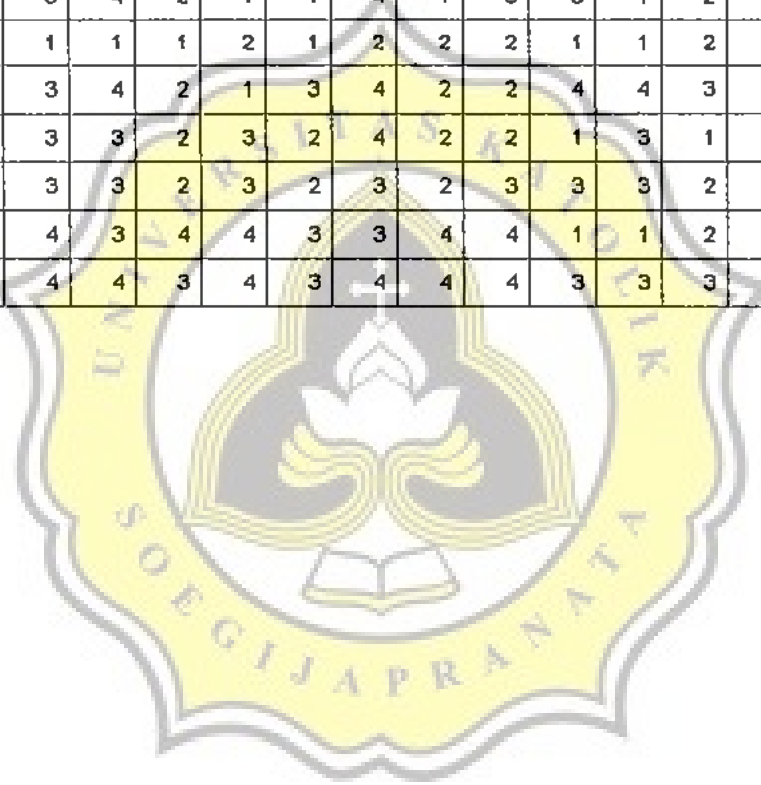 1 1 1 2 1 2 2 2 1 1 2
3 4 2 1 3 4 2 2 4 4 3
3 3 2 3 2 4 2 2 1 3 1
3 3 2 3 2 3 2 3 3 3 2
4 3 4 4 3 3 4 4 1 1 2
4 4 3 4 3 4 4 4 3 3 3
UNIVERSITAS KATOLIK
SOEGIJAPRANATA